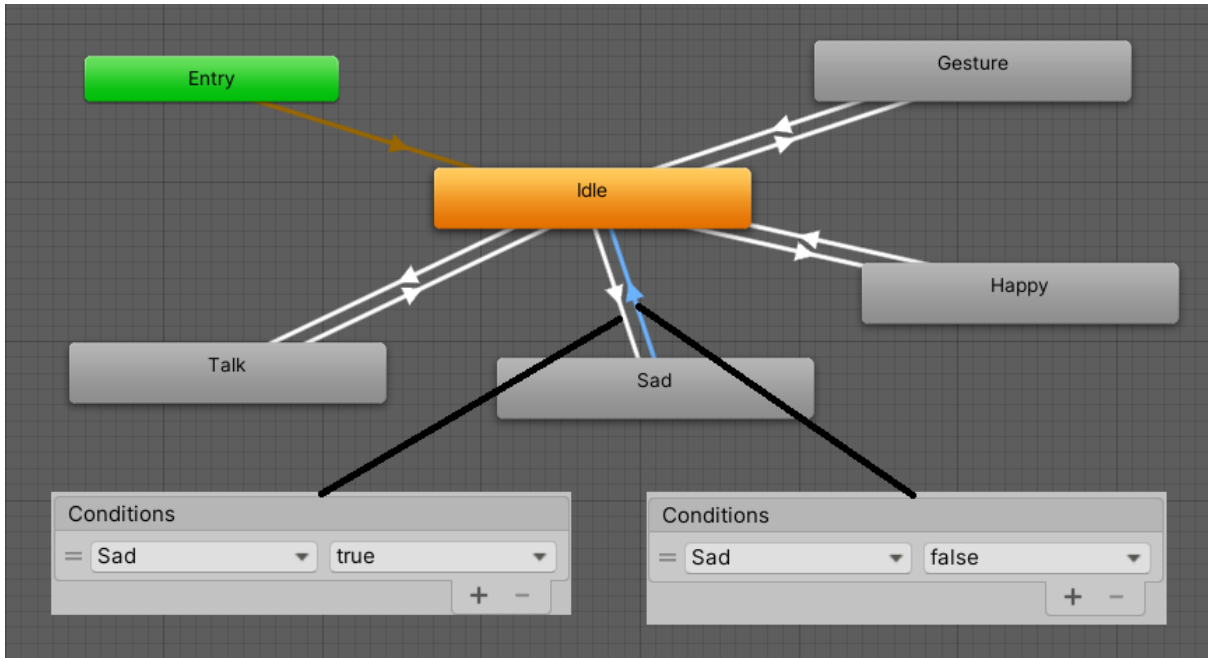 Entry
Gesture
Idle
Happy
Talk
Sad
Conditions
Sad true
+ −
Conditions
Sad false
+ −